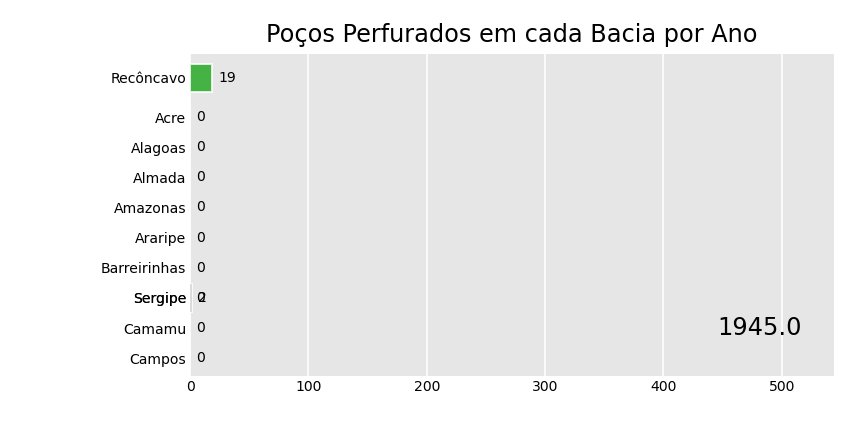 Poços Perfurados em cada Bacia por Ano
Recôncavo 19
Acre 0
Alagoas 0
Almada 0
Amazonas 0
Araripe 0
Barreirinhas 0
Sergipe 2
Camamu 0
Campos 0
1945.0
0 100 200 300 400 500